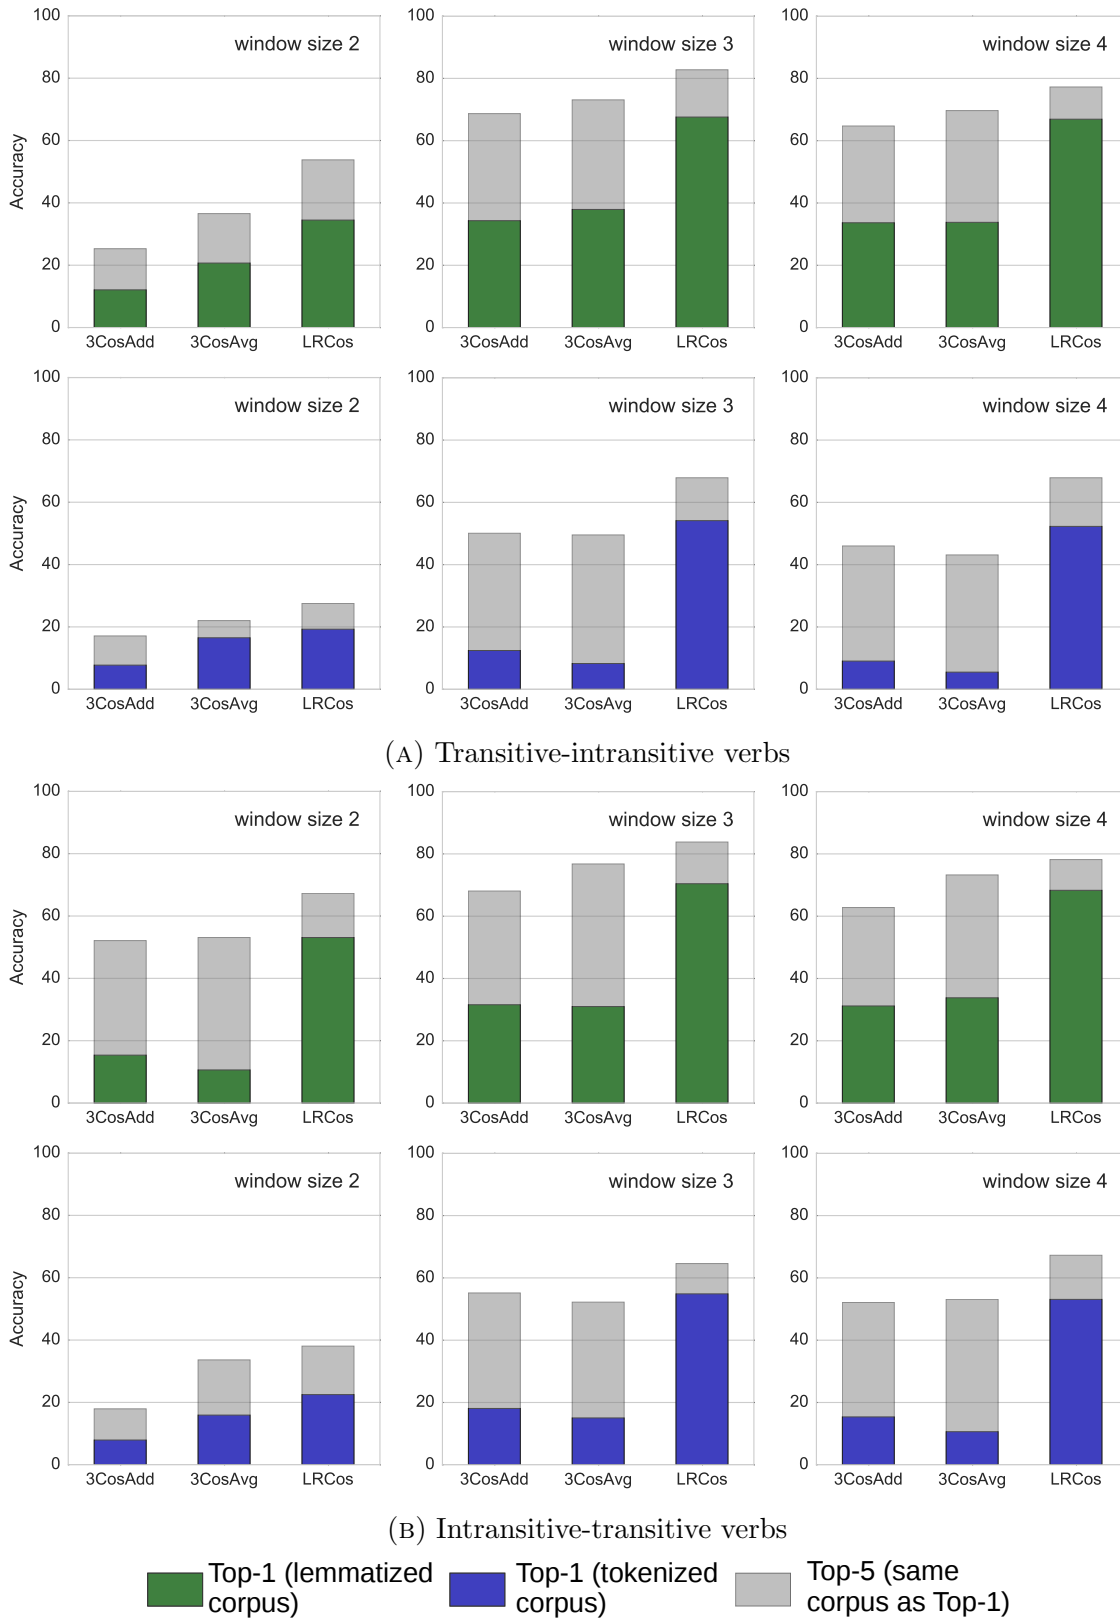 window size 2
100
80
60
40
20
0
Accuracy
3CosAdd 3CosAvg LRCos
window size 3
100
80
60
40
20
0
3CosAdd 3CosAvg LRCos
window size 4
100
80
60
40
20
0
3CosAdd 3CosAvg LRCos
window size 2
100
80
60
40
20
0
Accuracy
3CosAdd 3CosAvg LRCos
window size 3
100
80
60
40
20
0
3CosAdd 3CosAvg LRCos
window size 4
100
80
60
40
20
0
3CosAdd 3CosAvg LRCos
(A) Transitive-intransitive verbs
window size 2
100
80
60
40
20
0
Accuracy
3CosAdd 3CosAvg LRCos
window size 3
100
80
60
40
20
0
3CosAdd 3CosAvg LRCos
window size 4
100
80
60
40
20
0
3CosAdd 3CosAvg LRCos
window size 2
100
80
60
40
20
0
Accuracy
3CosAdd 3CosAvg LRCos
window size 3
100
80
60
40
20
0
3CosAdd 3CosAvg LRCos
window size 4
100
80
60
40
20
0
3CosAdd 3CosAvg LRCos
(B) Intransitive-transitive verbs
Top-1 (lemmatized
corpus)
Top-1 (tokenized
corpus)
Top-5 (same
corpus as Top-1)